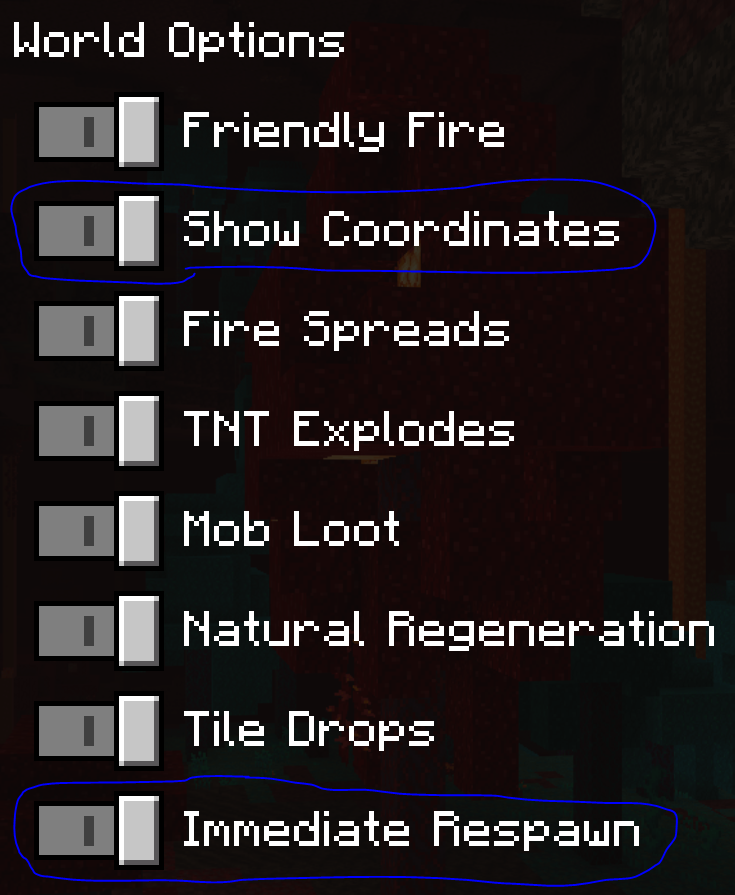 World Options
Friendly Fire
Show Coordinates
Fire Spreads
TNT Explodes
Mob Loot
Natural Regeneration
Tile Drops
Immediate Respawn